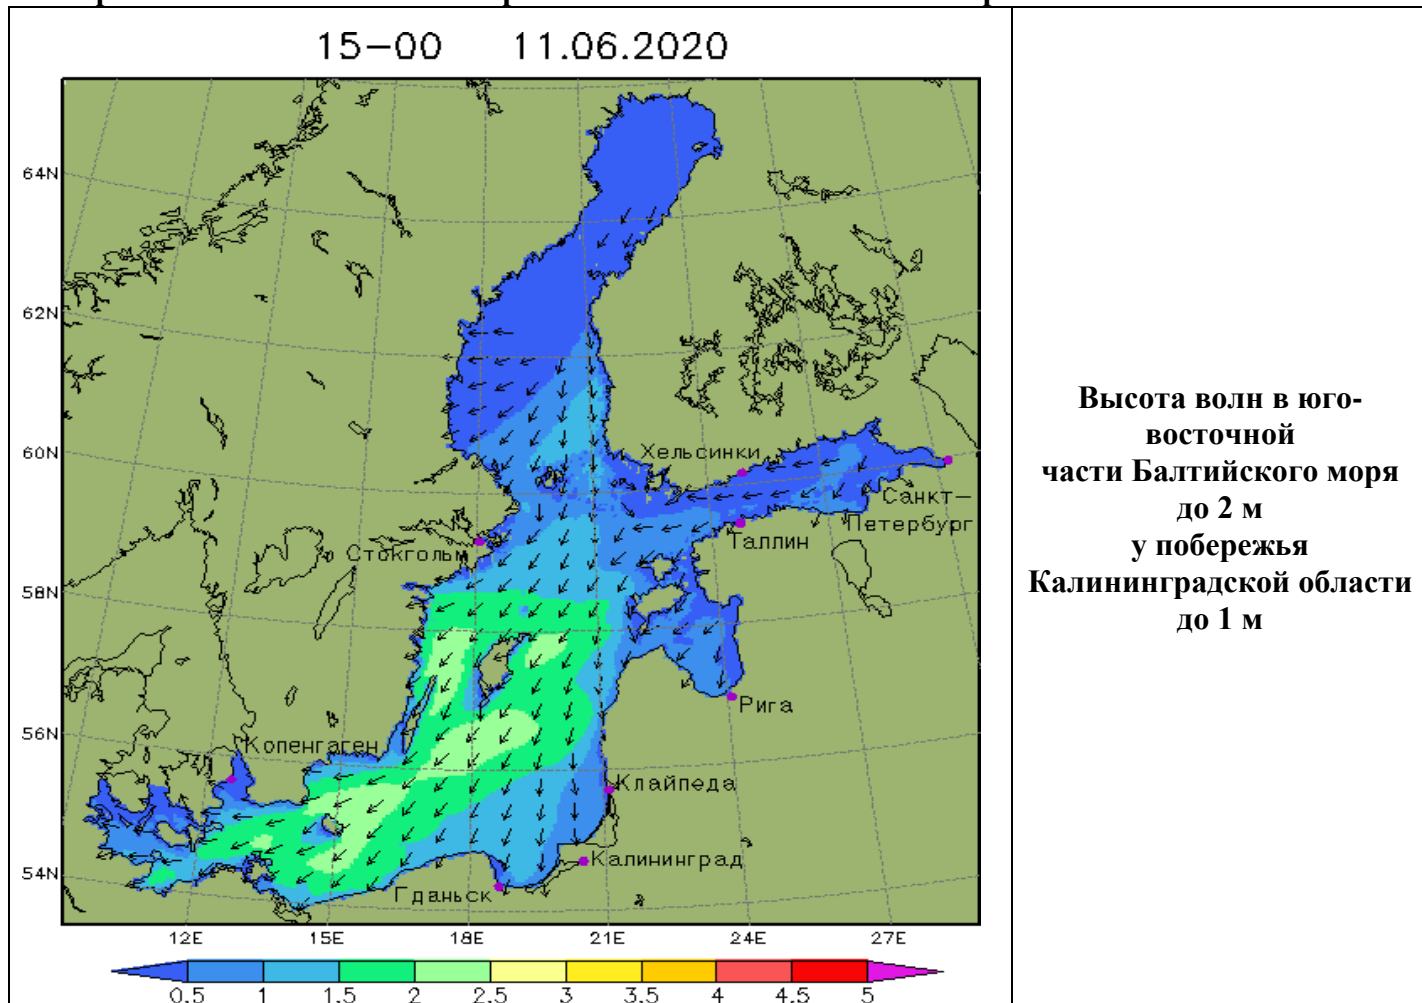 15-00 11.06.2020
64N
62N
60N
58N
56N
54N
Хельсинки
Санкт-
Петербург
Таллин
Стокгольм
Рига
Копенгаген
Клайпеда
Калининград
Гданьск
12E 15E 18E 21E 24E 27E
0.5 1 1.5 2 2.5 3 3.5 4 4.5 5
Высота волн в юго-
восточной
части Балтийского моря
до 2 м
у побережья
Калининградской области
до 1 м